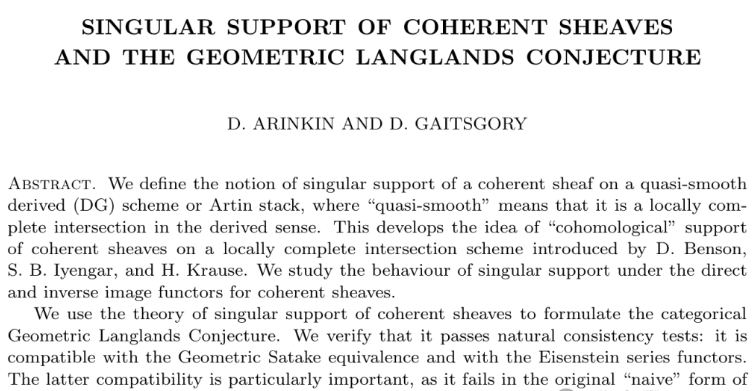 SINGULAR SUPPORT OF COHERENT SHEAVES
AND THE GEOMETRIC LANGLANDS CONJECTURE
D. ARINKIN AND D. GAITSGORY
ABSTRACT. We define the notion of singular support of a coherent sheaf on a quasi-smooth
derived (DG) scheme or Artin stack, where “quasi-smooth” means that it is a locally com-
plete intersection in the derived sense. This develops the idea of “cohomological” support
of coherent sheaves on a locally complete intersection scheme introduced by D. Benson,
S. B. Iyengar, and H. Krause. We study the behaviour of singular support under the direct
and inverse image functors for coherent sheaves.
We use the theory of singular support of coherent sheaves to formulate the categorical
Geometric Langlands Conjecture. We verify that it passes natural consistency tests: it is
compatible with the Geometric Satake equivalence and with the Eisenstein series functors.
The latter compatibility is particularly important, as it fails in the original “naive” form of